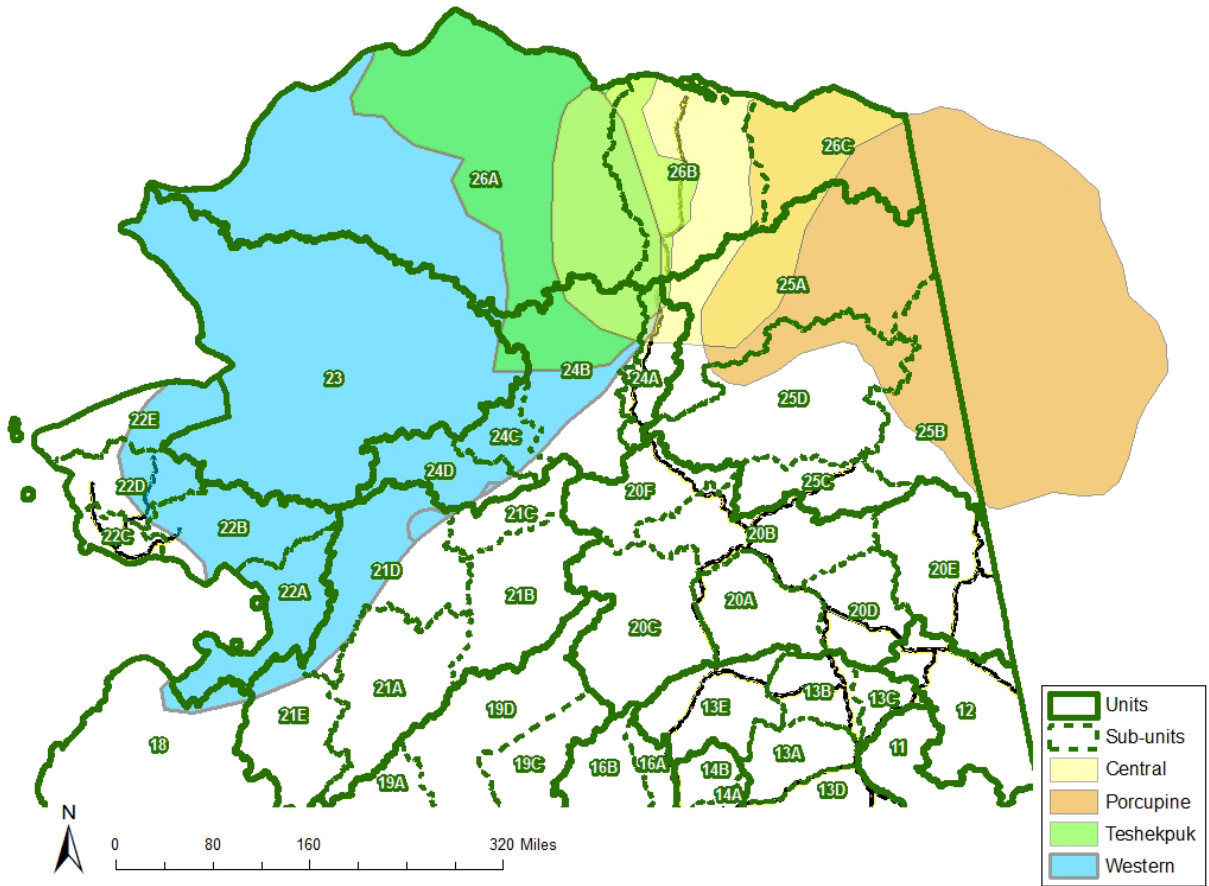 26C
26B
26A
25A
23
24B
24A
25D
22E
25B
24C
24D
22D
20F
25C
21C
22B
22C
20B
21D
20E
22A
21B
20A
20D
20C
21A
13B
13C
13E
12
19D
21E
18
11
13A
19C
16B
16A
14B
19A
13D
14A
N
0 80 160 320 Miles
Units
Sub-units
Central
Porcupine
Teshekpuk
Western